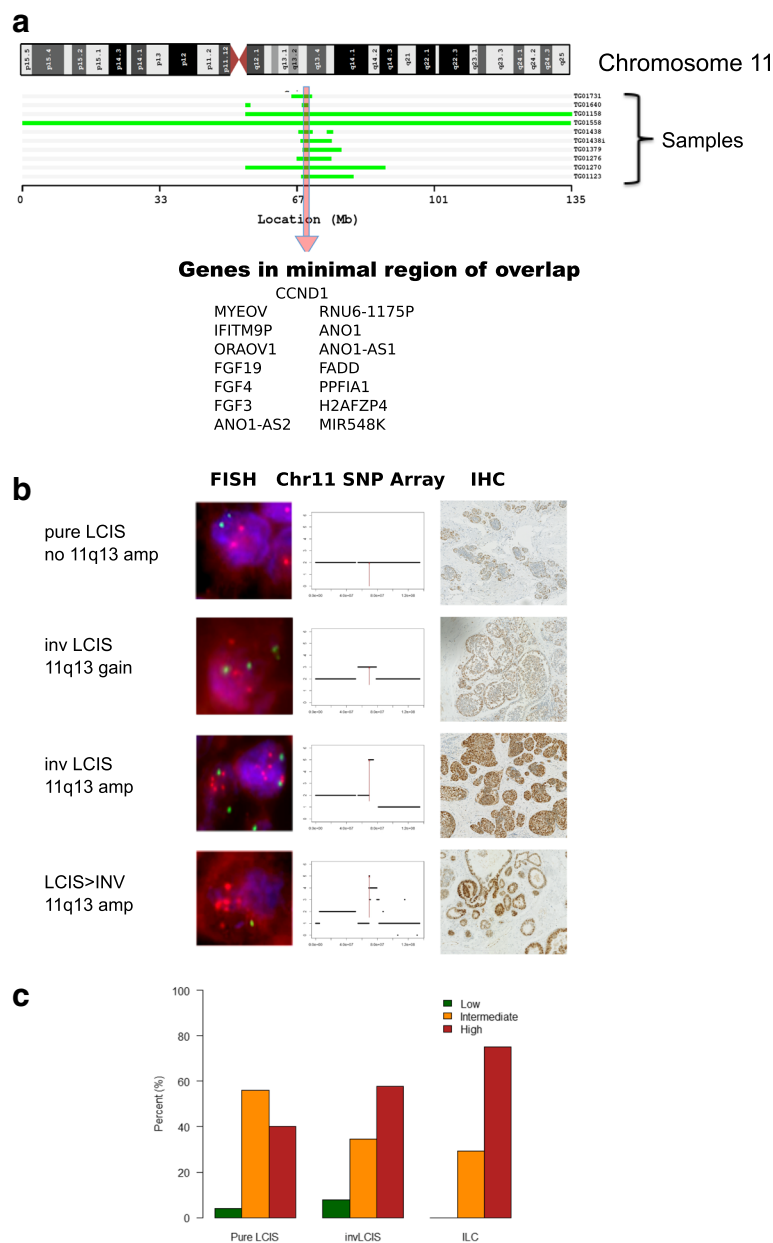 a
p15.5 p15.4 p15.2 p15.1 p14.3 p14.1 p13 p12 p11.2 p11.12 q12.1 q13.1 q13.2 q13.4 q14.1 q14.2 q14.3 q21 q22.1 q22.3 q23.1 q23.3 q24.1 q24.2 q24.3 q25
Chromosome 11
TG01731
TG01640
TG01158
TG01558
TG01438
TG01438i
TG01379
TG01276
TG01270
TG01123
Samples
0 33 67 101 135
Location (Mb)
Genes in minimal region of overlap
CCND1
MYEOV RNU6-1175P
IFITM9P ANO1
ORAOV1 ANO1-AS1
FGF19 FADD
FGF4 PPFIA1
FGF3 H2AFZP4
ANO1-AS2 MIR548K
b
FISH Chr11 SNP Array IHC
pure LCIS
no 11q13 amp
inv LCIS
11q13 gain
inv LCIS
11q13 amp
LCIS>INV
11q13 amp
c
100
80
60
40
20
0
Percent (%)
Low
Intermediate
High
Pure LCIS invLCIS ILC